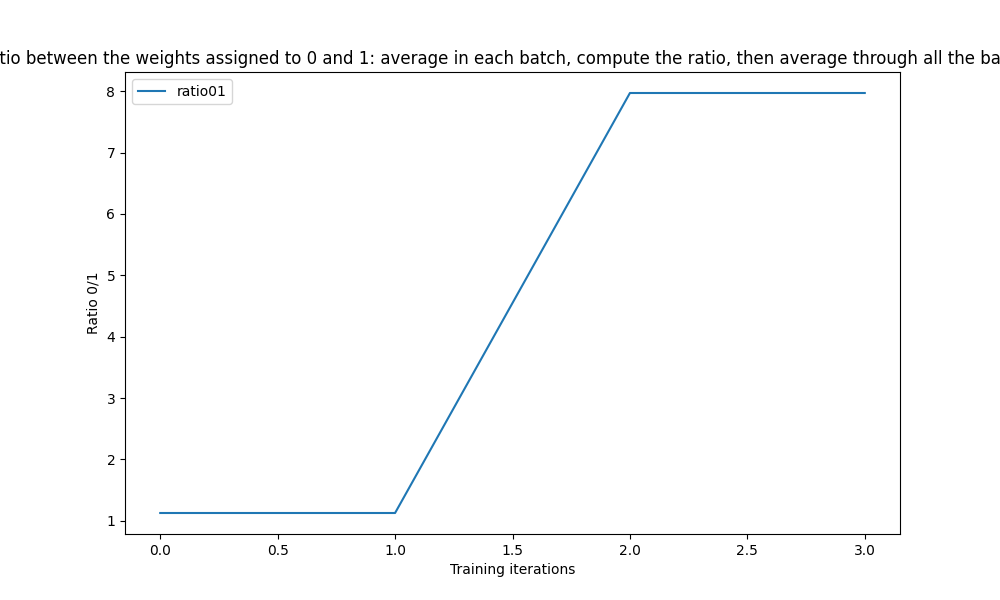 tio between the weights assigned to 0 and 1: average in each batch, compute the ratio, then average through all the ba
ratio01
8
7
6
5
4
3
2
1
Ratio 0/1
0.0 0.5 1.0 1.5 2.0 2.5 3.0
Training iterations